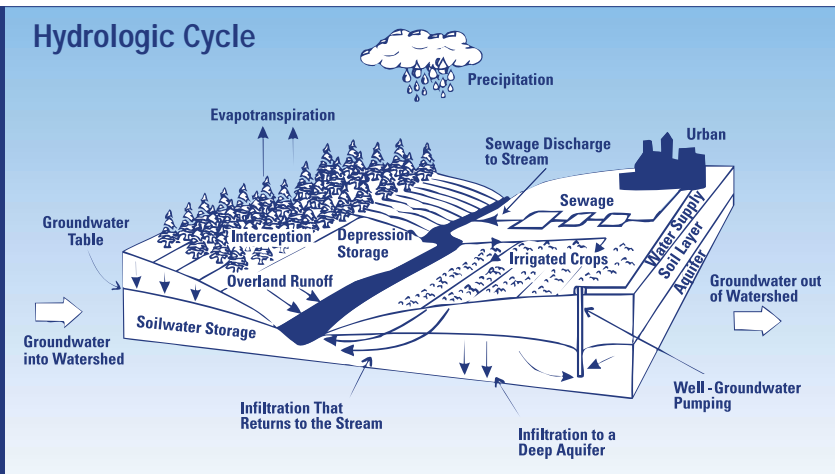 Hydrologic Cycle
Precipitation
Evapotranspiration
Sewage Discharge
to Stream
Urban
Sewage
Groundwater
Table
Interception
Depression
Storage
Irrigated Crops
Water Supply
Soil Layer
Aquifer
Overland Runoff
Groundwater out
of Watershed
Soilwater Storage
Groundwater
into Watershed
Well - Groundwater
Pumping
Infiltration That
Returns to the Stream
Infiltration to a
Deep Aquifer